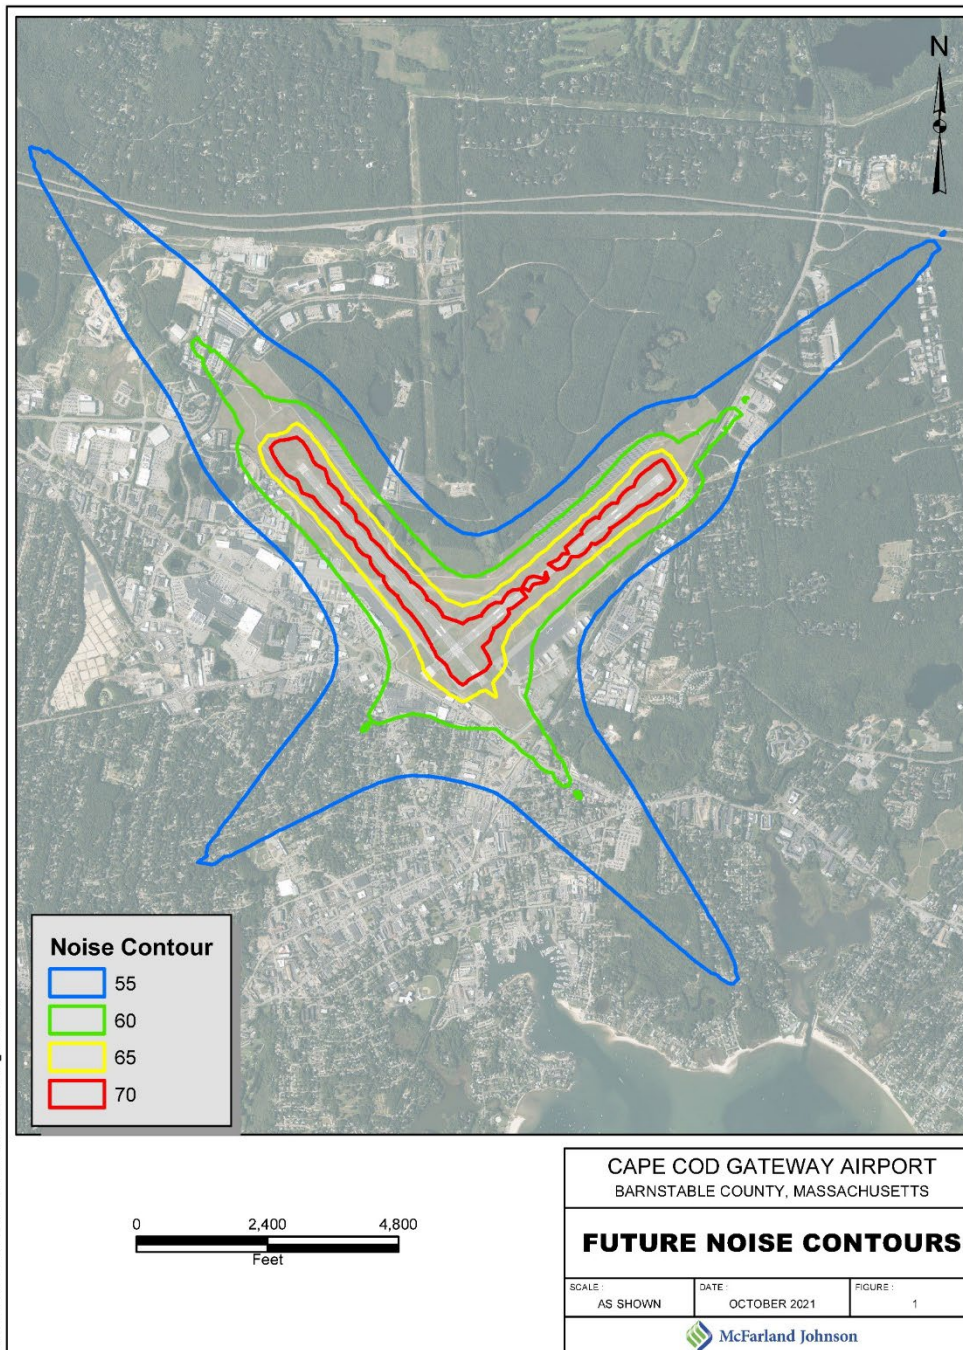 N
Noise Contour
55
60
65
70
0 2,400 4,800
Feet
CAPE COD GATEWAY AIRPORT
BARNSTABLE COUNTY, MASSACHUSETTS
FUTURE NOISE CONTOURS
SCALE : DATE : FIGURE :
AS SHOWN OCTOBER 2021 1
McFarland Johnson